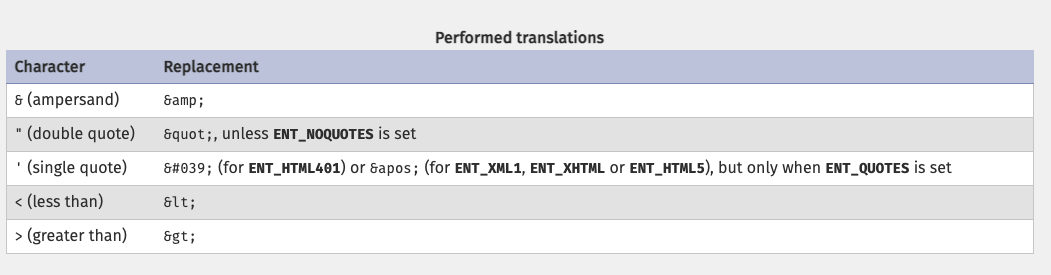 Performed translations
Character Replacement
& (ampersand) &amp;
" (double quote) &quot;, unless ENT_NOQUOTES is set
' (single quote) &#039; (for ENT_HTML401) or &apos; (for ENT_XML1, ENT_XHTML or ENT_HTML5), but only when ENT_QUOTES is set
< (less than) &lt;
> (greater than) &gt;